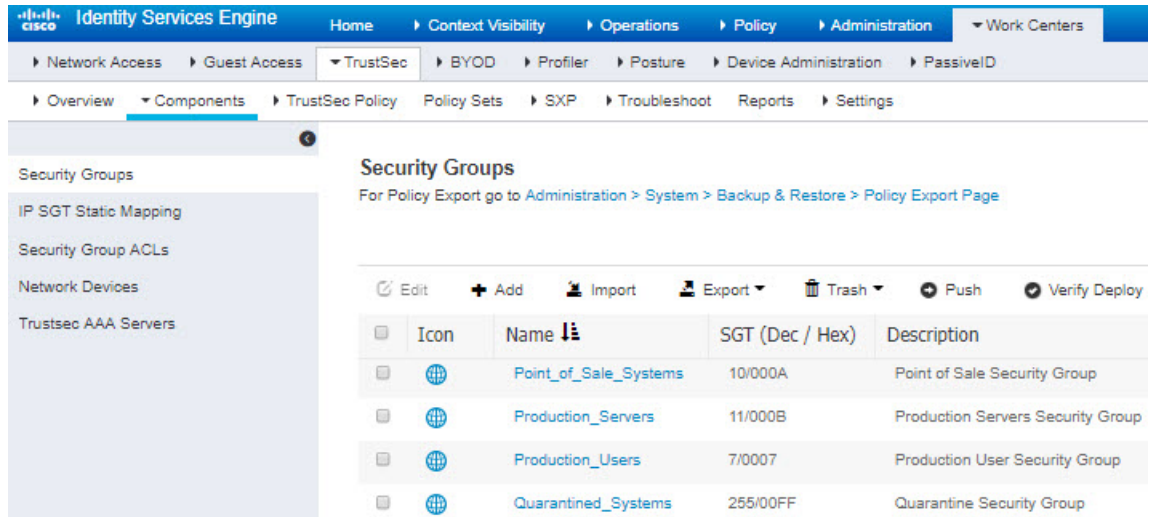 cisco Identity Services Engine Home Context Visibility Operations Policy Administration Work Centers
Network Access Guest Access TrustSec BYOD Profiler Posture Device Administration PassiveID
Overview Components TrustSec Policy Policy Sets SXP Troubleshoot Reports Settings
Security Groups
IP SGT Static Mapping
Security Group ACLs
Network Devices
Trustsec AAA Servers
Security Groups
For Policy Export go to Administration > System > Backup & Restore > Policy Export Page
Edit Add Import Export Trash Push Verify Deploy
Icon Name SGT (Dec / Hex) Description
Point_of_Sale_Systems 10/000A Point of Sale Security Group
Production_Servers 11/000B Production Servers Security Group
Production_Users 7/0007 Production User Security Group
Quarantined_Systems 255/00FF Quarantine Security Group